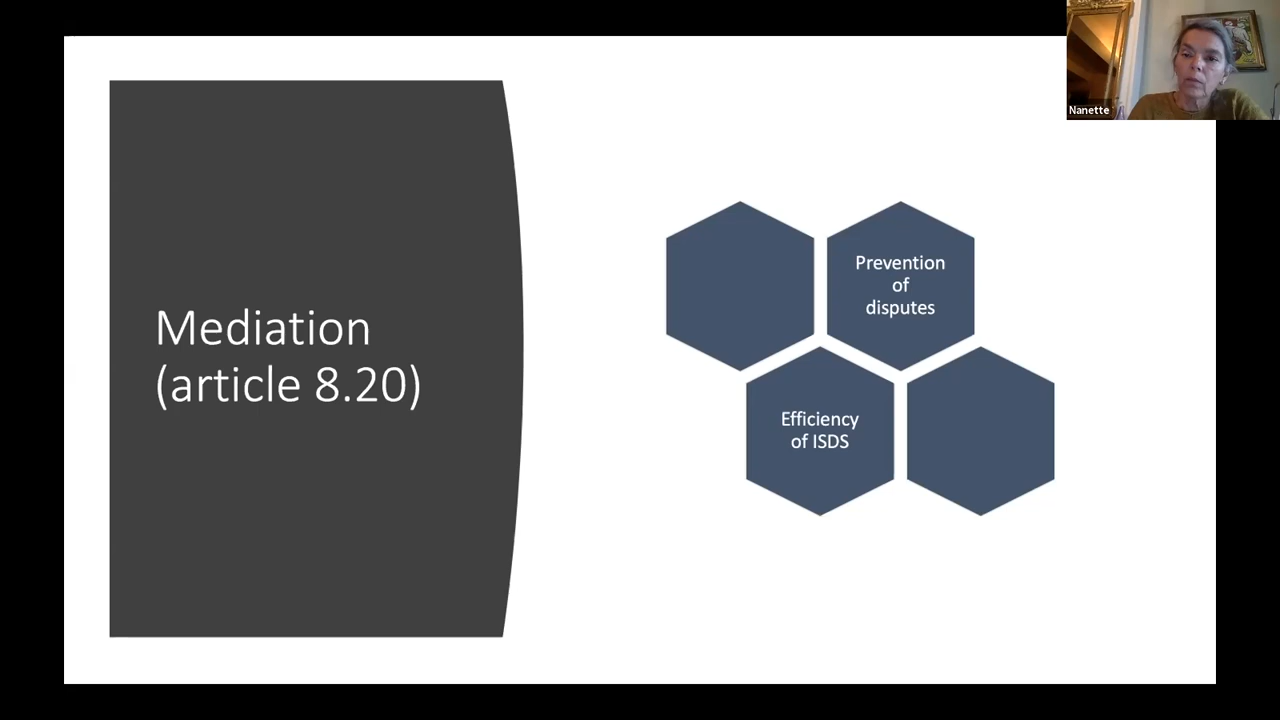 Nanette
Mediation
(article 8.20)
Prevention
of
disputes
Efficiency
of ISDS